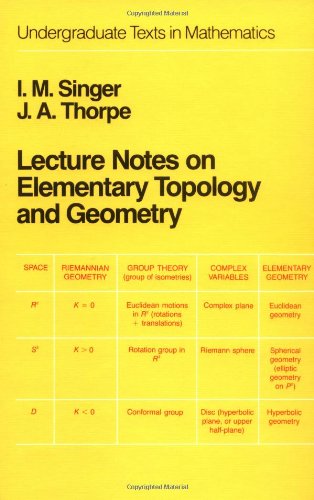 Undergraduate Texts in Mathematics
I. M. Singer
J. A. Thorpe
Lecture Notes on
Elementary Topology
and Geometry
SPACE RIEMANNIAN GEOMETRY GROUP THEORY (group of isometries) COMPLEX VARIABLES ELEMENTARY GEOMETRY
R² K = 0 Euclidean motions in R² (rotations + translations) Complex plane Euclidean geometry
S² K > 0 Rotation group in R³ Riemann sphere Spherical geometry (elliptic geometry on P²)
D K < 0 Conformal group Disc (hyperbolic plane, or upper half-plane) Hyperbolic geometry